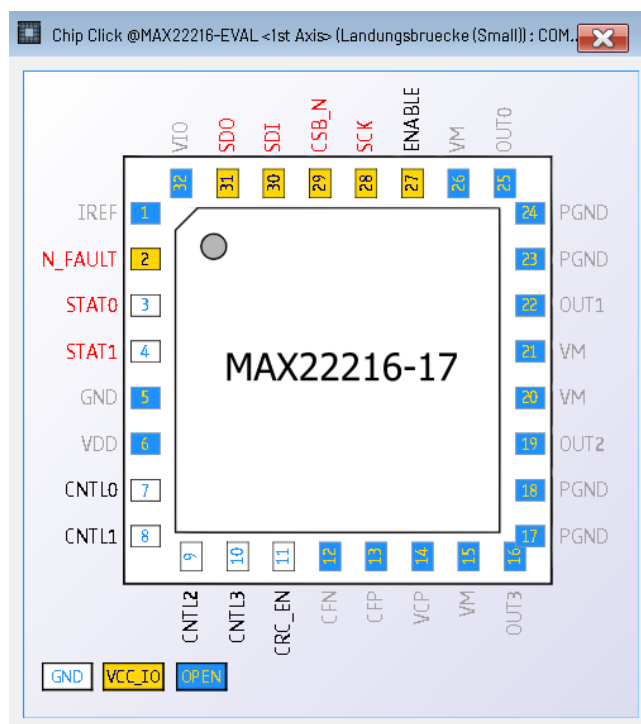 Chip Click @MAX22216-EVAL <1st Axis> (Landungsbruecke (Small)) : COM..
VIO SDO SDI CSB_N SCK ENABLE VM OUT0
32 31 30 29 28 27 26 25
IREF 1 24 PGND
N_FAULT 2 23 PGND
STAT0 3 22 OUT1
STAT1 4 21 VM
MAX22216-17
GND 5 20 VM
VDD 6 19 OUT2
CNTL0 7 18 PGND
CNTL1 8 17 PGND
9 10 11 12 13 14 15 16
CNTL2 CNTL3 CRC_EN CFN CFP VCP VM OUT3
GND VCC_IO OPEN